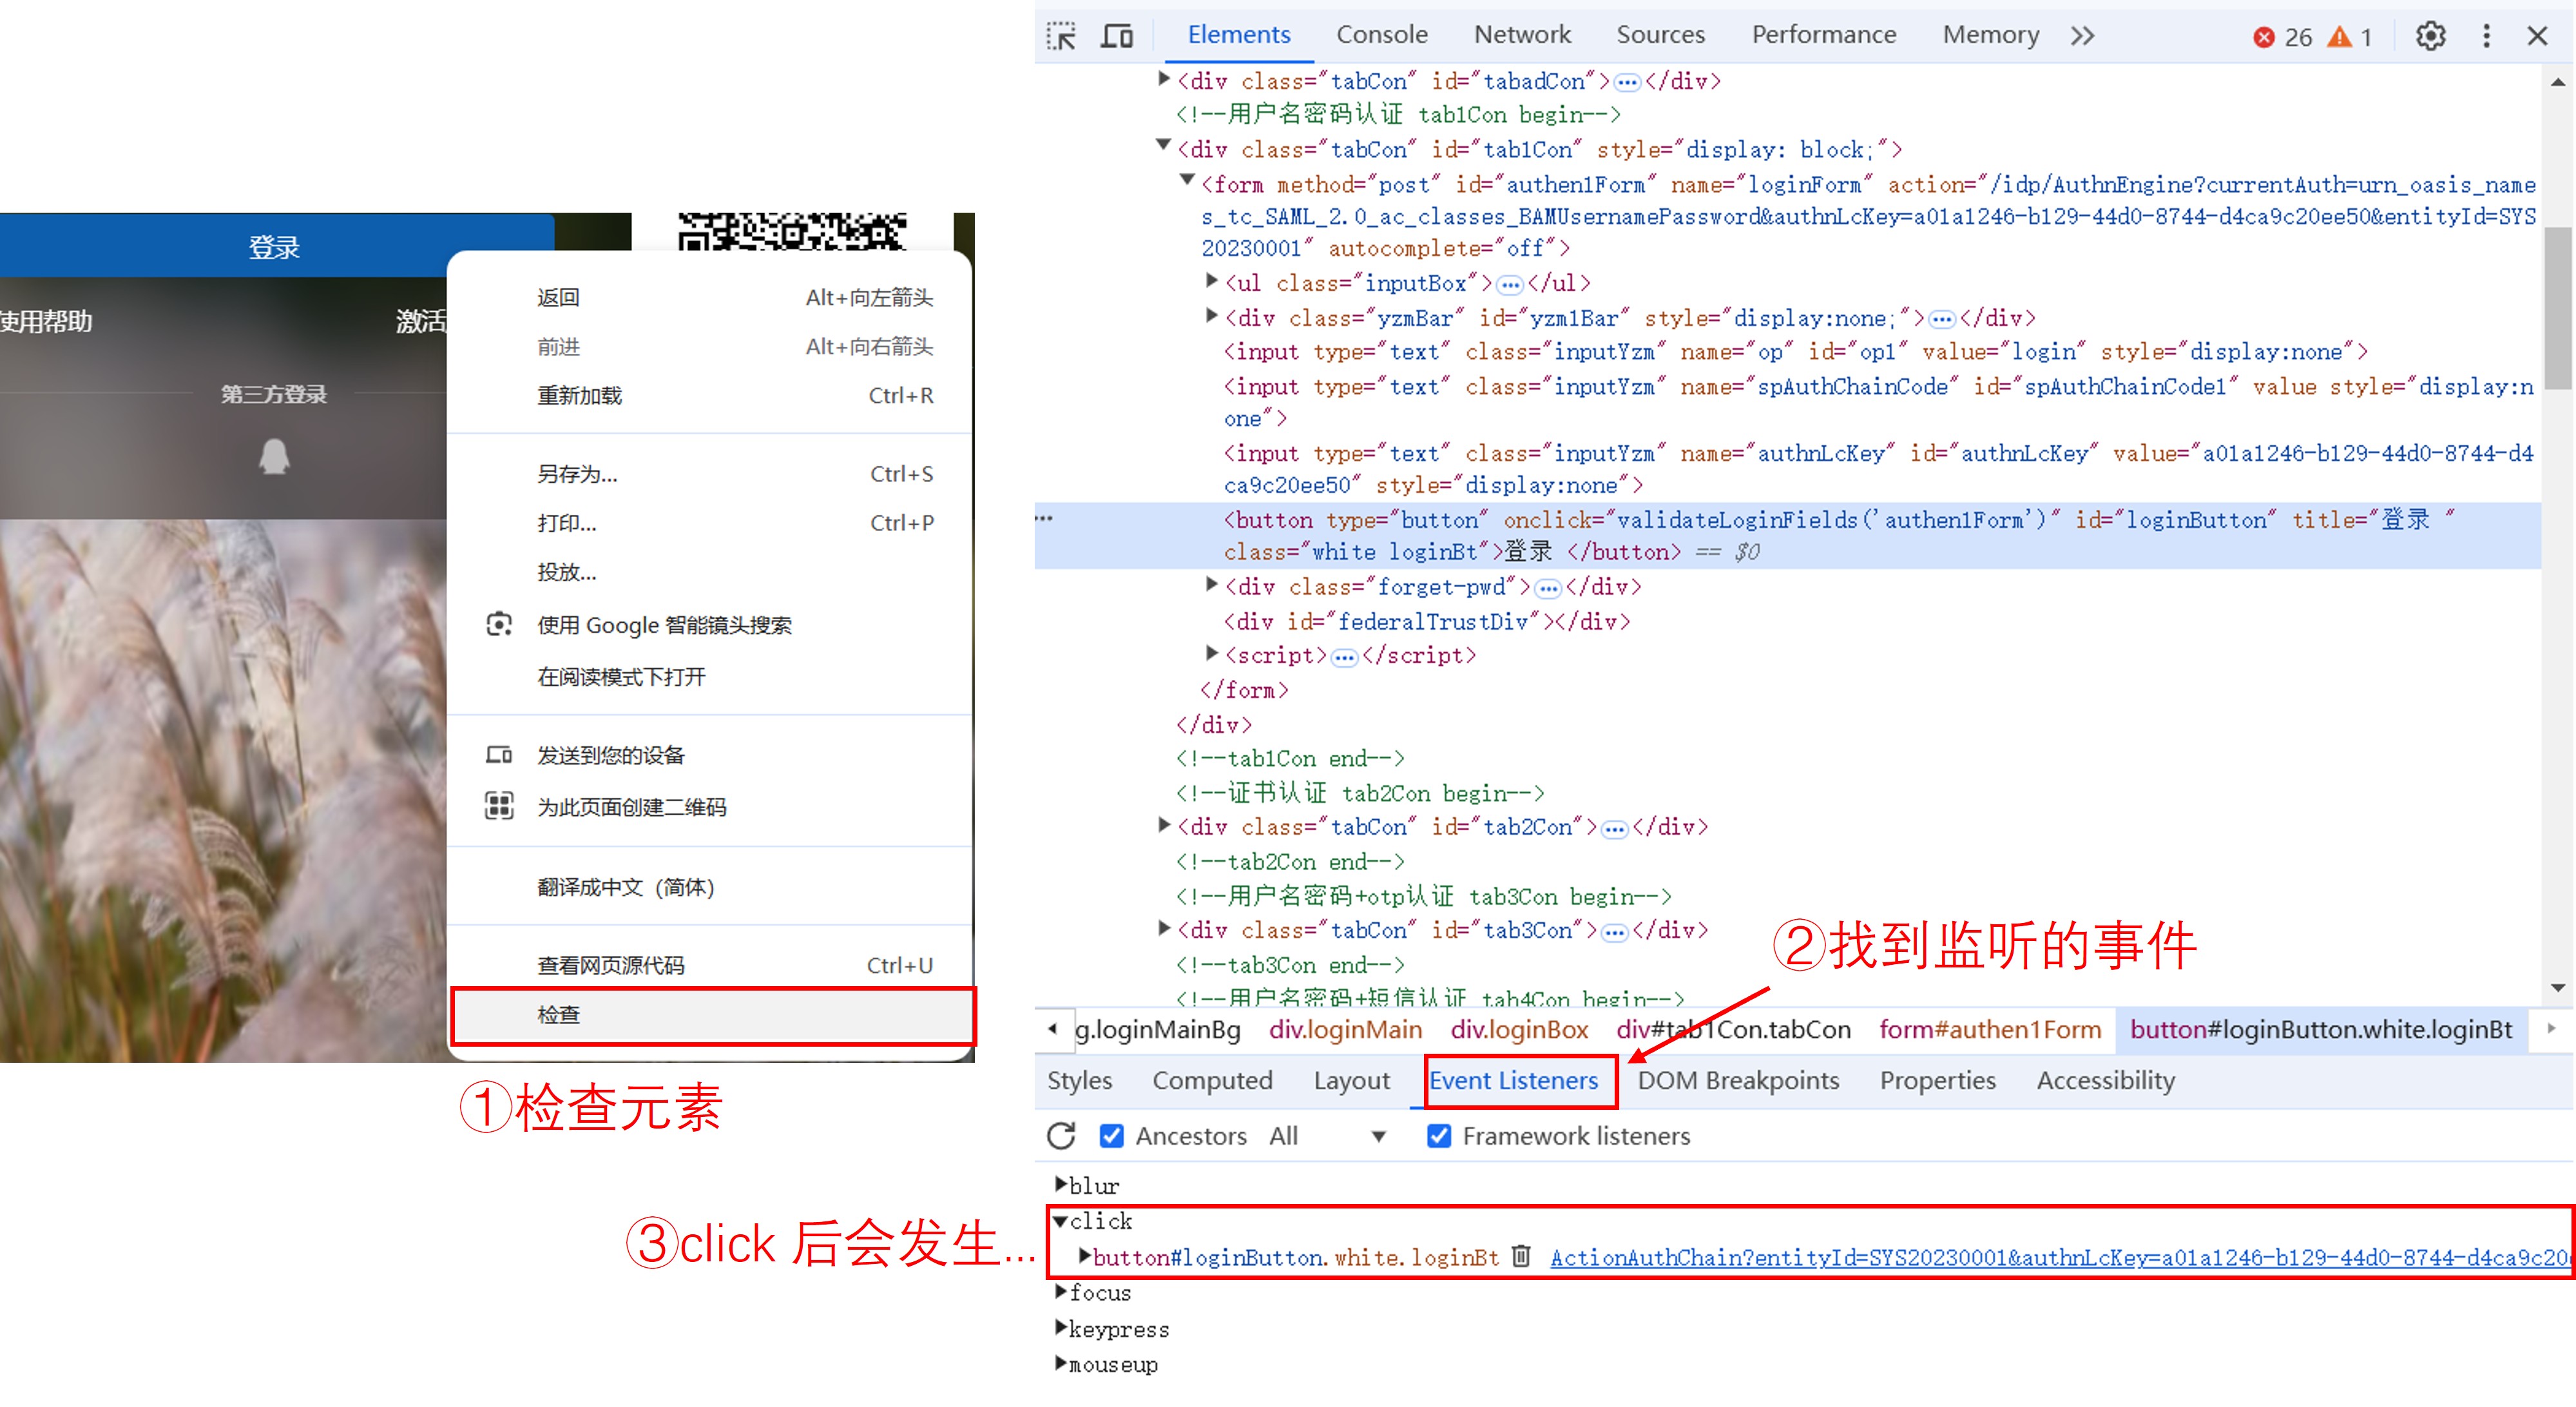 登录
使用帮助
激活
第三方登录
返回 Alt+向左箭头
前进 Alt+向右箭头
重新加载 Ctrl+R
另存为... Ctrl+S
打印... Ctrl+P
投放...
使用 Google 智能镜头搜索
在阅读模式下打开
发送到您的设备
为此页面创建二维码
翻译成中文 (简体)
查看网页源代码 Ctrl+U
检查
①检查元素
Elements Console Network Sources Performance Memory 26 1
<div class="tabCon" id="tabadCon">…</div>
<!--用户名密码认证 tab1Con begin-->
<div class="tabCon" id="tab1Con" style="display: block;">
<form method="post" id="authen1Form" name="loginForm" action="/idp/AuthnEngine?currentAuth=urn_oasis_name
s_tc_SAML_2.0_ac_classes_BAMUsernamePassword&authnLcKey=a01a1246-b129-44d0-8744-d4ca9c20ee50&entityId=SYS
20230001" autocomplete="off">
<ul class="inputBox">…</ul>
<div class="yzmBar" id="yzm1Bar" style="display:none;">…</div>
<input type="text" class="inputYzm" name="op" id="op1" value="login" style="display:none">
<input type="text" class="inputYzm" name="spAuthChainCode" id="spAuthChainCode1" value style="display:n
one">
<input type="text" class="inputYzm" name="authnLcKey" id="authnLcKey" value="a01a1246-b129-44d0-8744-d4
ca9c20ee50" style="display:none">
<button type="button" onclick="validateLoginFields('authen1Form')" id="loginButton" title="登录 "
class="white loginBt">登录 </button> == $0
<div class="forget-pwd">…</div>
<div id="federalTrustDiv"></div>
<script>…</script>
</form>
</div>
<!--tab1Con end-->
<!--证书认证 tab2Con begin-->
<div class="tabCon" id="tab2Con">…</div>
<!--tab2Con end-->
<!--用户名密码+otp认证 tab3Con begin-->
<div class="tabCon" id="tab3Con">…</div>
<!--tab3Con end-->
<!--用户名密码+短信认证 tab4Con begin-->
②找到监听的事件
g.loginMainBg div.loginMain div.loginBox div#tab1Con.tabCon form#authen1Form button#loginButton.white.loginBt
Styles Computed Layout Event Listeners DOM Breakpoints Properties Accessibility
Ancestors All Framework listeners
blur
③click 后会发生...
click
button#loginButton.white.loginBt ActionAuthChain?entityId=SYS20230001&authnLcKey=a01a1246-b129-44d0-8744-d4ca9c20
focus
keypress
mouseup